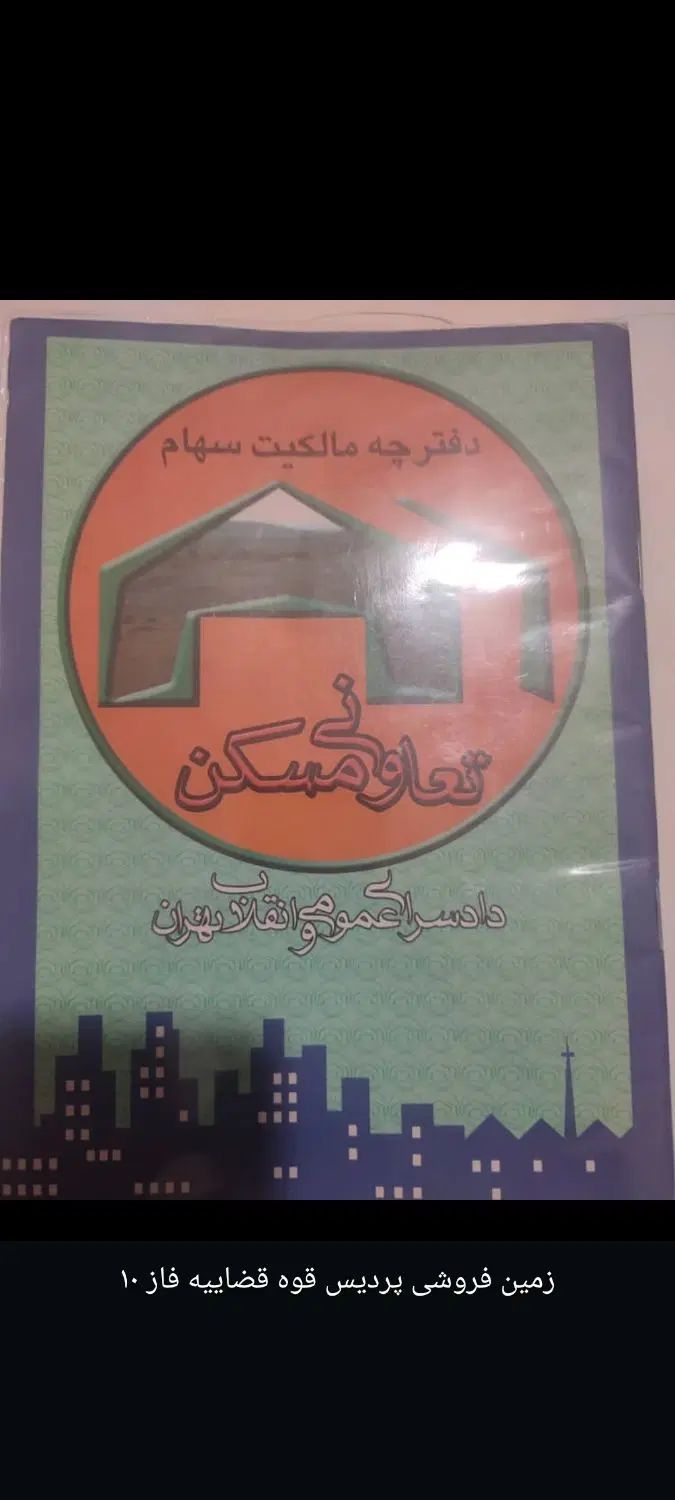 دفترچه مالکیت سهام
تعاونی مسکن
دادسرای عمومی و انقلاب تهران
زمین فروشی پردیس قوه قضاییه فاز ۱۰